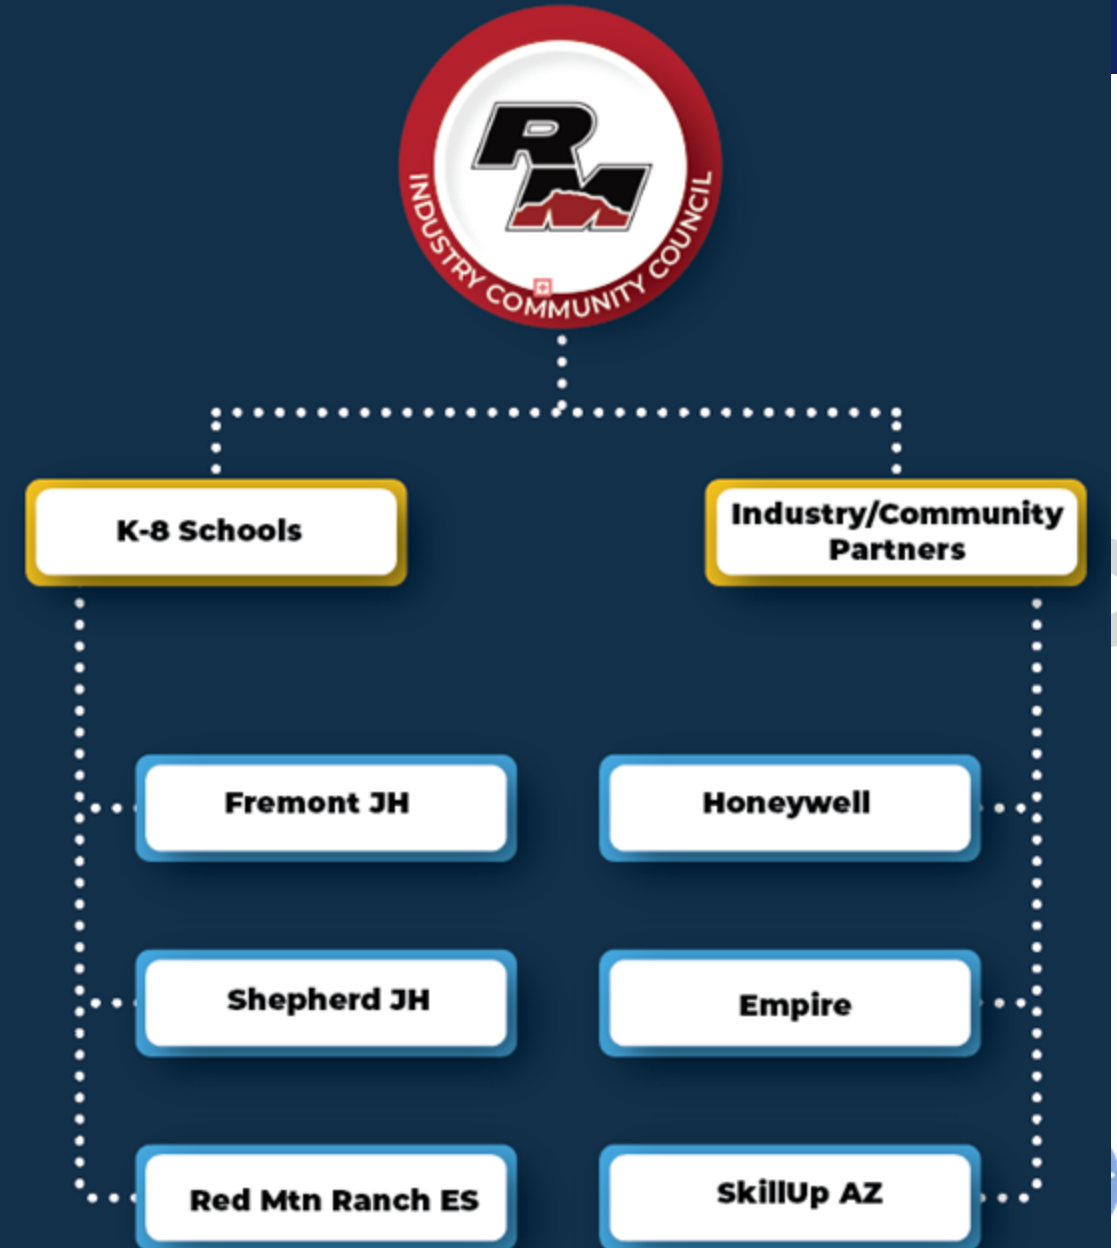 RM
INDUSTRY COMMUNITY COUNCIL
K-8 Schools
Industry/Community
Partners
Fremont JH
Honeywell
Shepherd JH
Empire
Red Mtn Ranch ES
SkillUp AZ